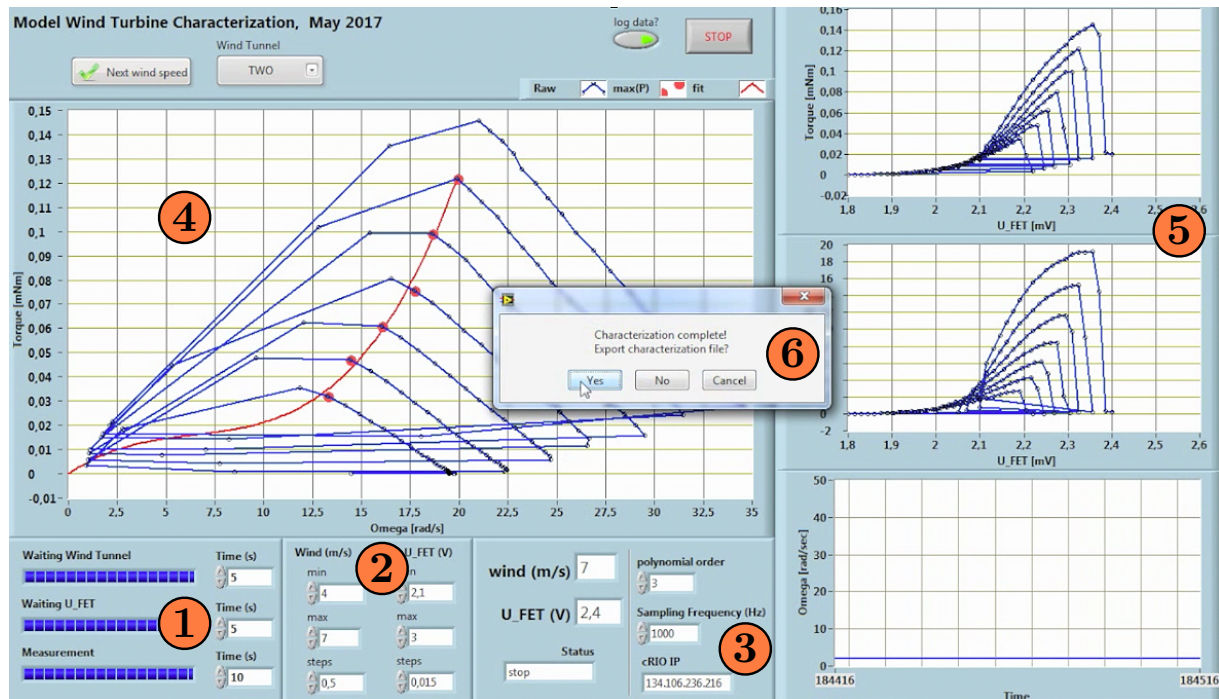 Model Wind Turbine Characterization, May 2017
log data?
STOP
Wind Tunnel
Next wind speed
TWO
Raw max(P) fit
0,15
0,14
0,13
0,12
0,11
0,1
0,09
0,08
0,07
0,06
0,05
0,04
0,03
0,02
0,01
0
-0,01
Torque [mNm]
0 2,5 5 7,5 10 12,5 15 17,5 20 22,5 25 27,5 30 32,5 35
Omega [rad/s]
4
0,16
0,14
0,12
0,1
0,08
0,06
0,04
0,02
0
-0,02
Torque [mNm]
1,8 1,9 2 2,1 2,2 2,3 2,4 2,5 2,6
U_FET [mV]
5
20
18
16
0
-2
1,8 1,9 2 2,1 2,2 2,3 2,4 2,5 2,6
U_FET [mV]
Characterization complete!
Export characterization file?
Yes No Cancel
6
50
40
30
20
10
0
Omega [rad/sec]
184416 184516
Time
Waiting Wind Tunnel Time (s)
5
Waiting U_FET Time (s)
5
Measurement Time (s)
10
1
Wind (m/s) U_FET (V)
min
4 2,1
max max
7 3
steps steps
0,5 0,015
2
wind (m/s) 7
U_FET (V) 2,4
Status
stop
polynomial order
3
Sampling Frequency (Hz)
1000
cRIO IP
134.106.236.216
3